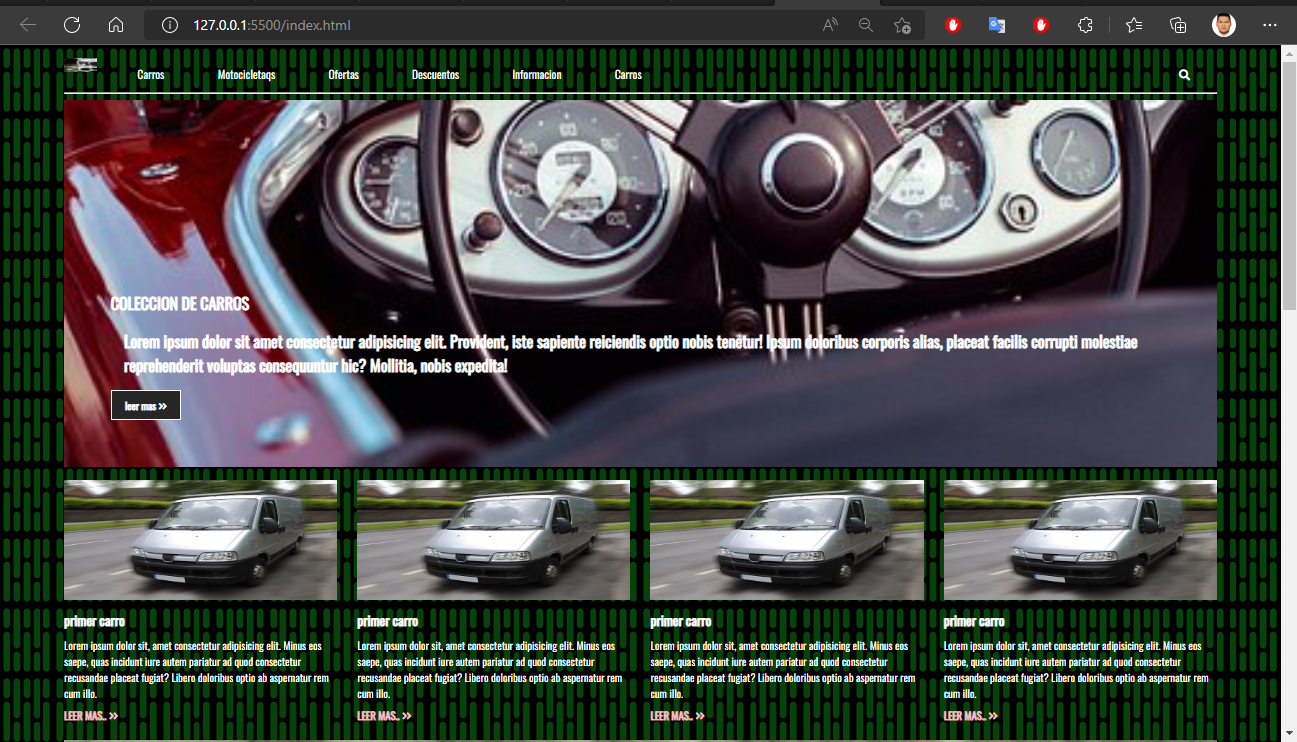 127.0.0.1:5500/index.html
Carros Motocicletaqs Ofertas Descuentos Informacion Carros
COLECCION DE CARROS
Lorem ipsum dolor sit amet consectetur adipisicing elit. Provident, iste sapiente reiciendis optio nobis tenetur! Ipsum doloribus corporis alias, placeat facilis corrupti molestiae
reprehenderit voluptas consequuntur hic? Mollitia, nobis expedita!
leer mas »
primer carro
Lorem ipsum dolor sit, amet consectetur adipisicing elit. Minus eos
saepe, quas incidunt iure autem pariatur ad quod consectetur
recusandae placeat fugiat? Libero doloribus optio ab aspernatur rem
cum illo.
LEER MAS.. »
primer carro
Lorem ipsum dolor sit, amet consectetur adipisicing elit. Minus eos
saepe, quas incidunt iure autem pariatur ad quod consectetur
recusandae placeat fugiat? Libero doloribus optio ab aspernatur rem
cum illo.
LEER MAS.. »
primer carro
Lorem ipsum dolor sit, amet consectetur adipisicing elit. Minus eos
saepe, quas incidunt iure autem pariatur ad quod consectetur
recusandae placeat fugiat? Libero doloribus optio ab aspernatur rem
cum illo.
LEER MAS.. »
primer carro
Lorem ipsum dolor sit, amet consectetur adipisicing elit. Minus eos
saepe, quas incidunt iure autem pariatur ad quod consectetur
recusandae placeat fugiat? Libero doloribus optio ab aspernatur rem
cum illo.
LEER MAS.. »